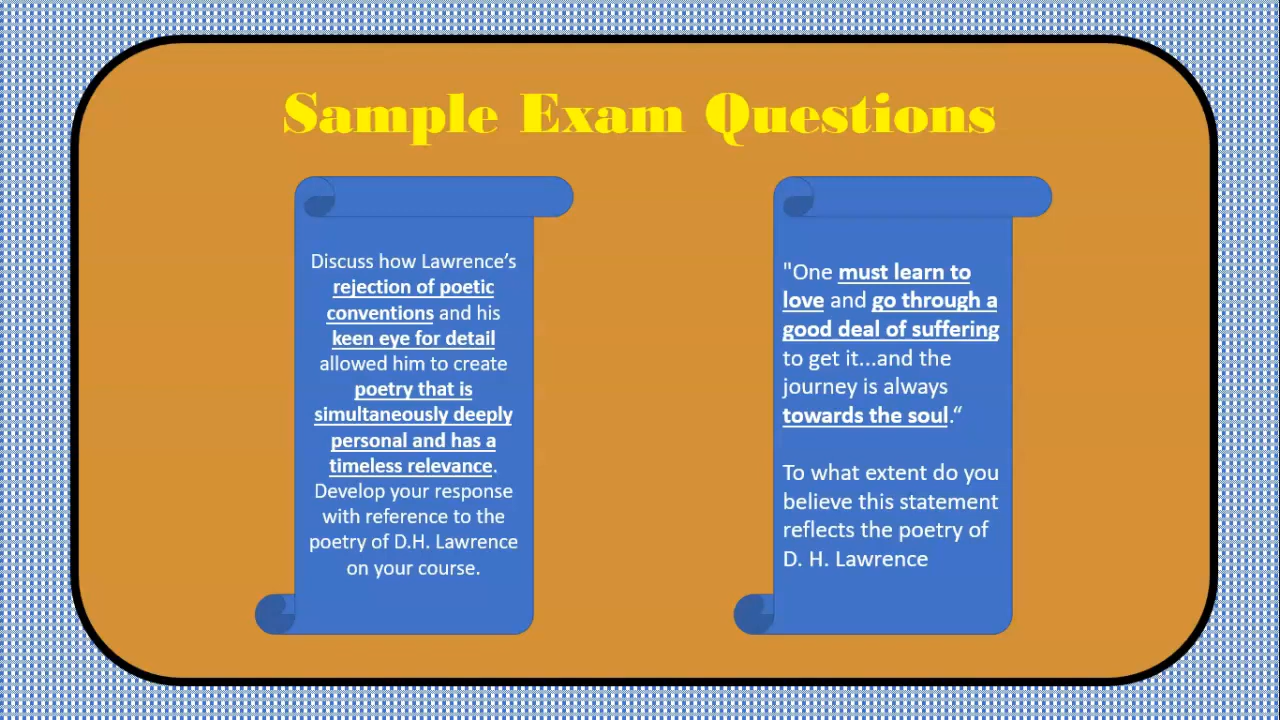 Sample Exam Questions
Discuss how Lawrence’s
rejection of poetic
conventions and his
keen eye for detail
allowed him to create
poetry that is
simultaneously deeply
personal and has a
timeless relevance.
Develop your response
with reference to the
poetry of D.H. Lawrence
on your course.
"One must learn to
love and go through a
good deal of suffering
to get it...and the
journey is always
towards the soul.“
To what extent do you
believe this statement
reflects the poetry of
D. H. Lawrence